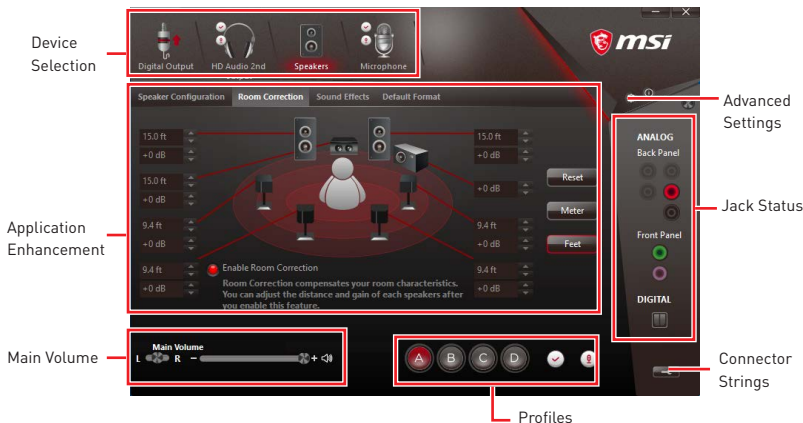 Device
Selection
Digital Output
HD Audio 2nd
output
Speakers
Microphone
msi
Speaker Configuration
Room Correction
Sound Effects
Default Format
Advanced
Settings
15.0 ft
+0 dB
15.0 ft
+0 dB
9.4 ft
+0 dB
9.4 ft
+0 dB
15.0 ft
+0 dB
+0 dB
9.4 ft
+0 dB
9.4 ft
+0 dB
Reset
Meter
Feet
Application
Enhancement
Enable Room Correction
Room Correction compensates your room characteristics.
You can adjust the distance and gain of each speakers after
you enable this feature.
ANALOG
Back Panel
Front Panel
DIGITAL
Jack Status
Main Volume
Main Volume
L
R
-
+
A
B
C
D
Connector
Strings
Profiles